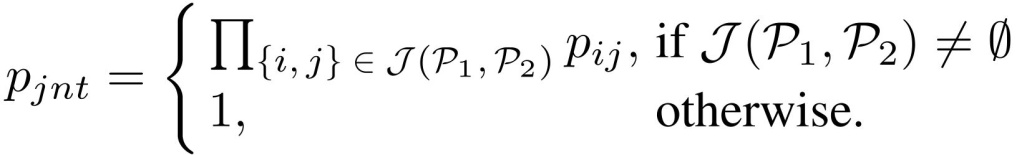 p_{jnt} = { ∏_{{i,j} ∈ 𝒥(𝒫_1,𝒫_2)} p_{ij}, if 𝒥(𝒫_1, 𝒫_2) ≠ ∅
1, otherwise.